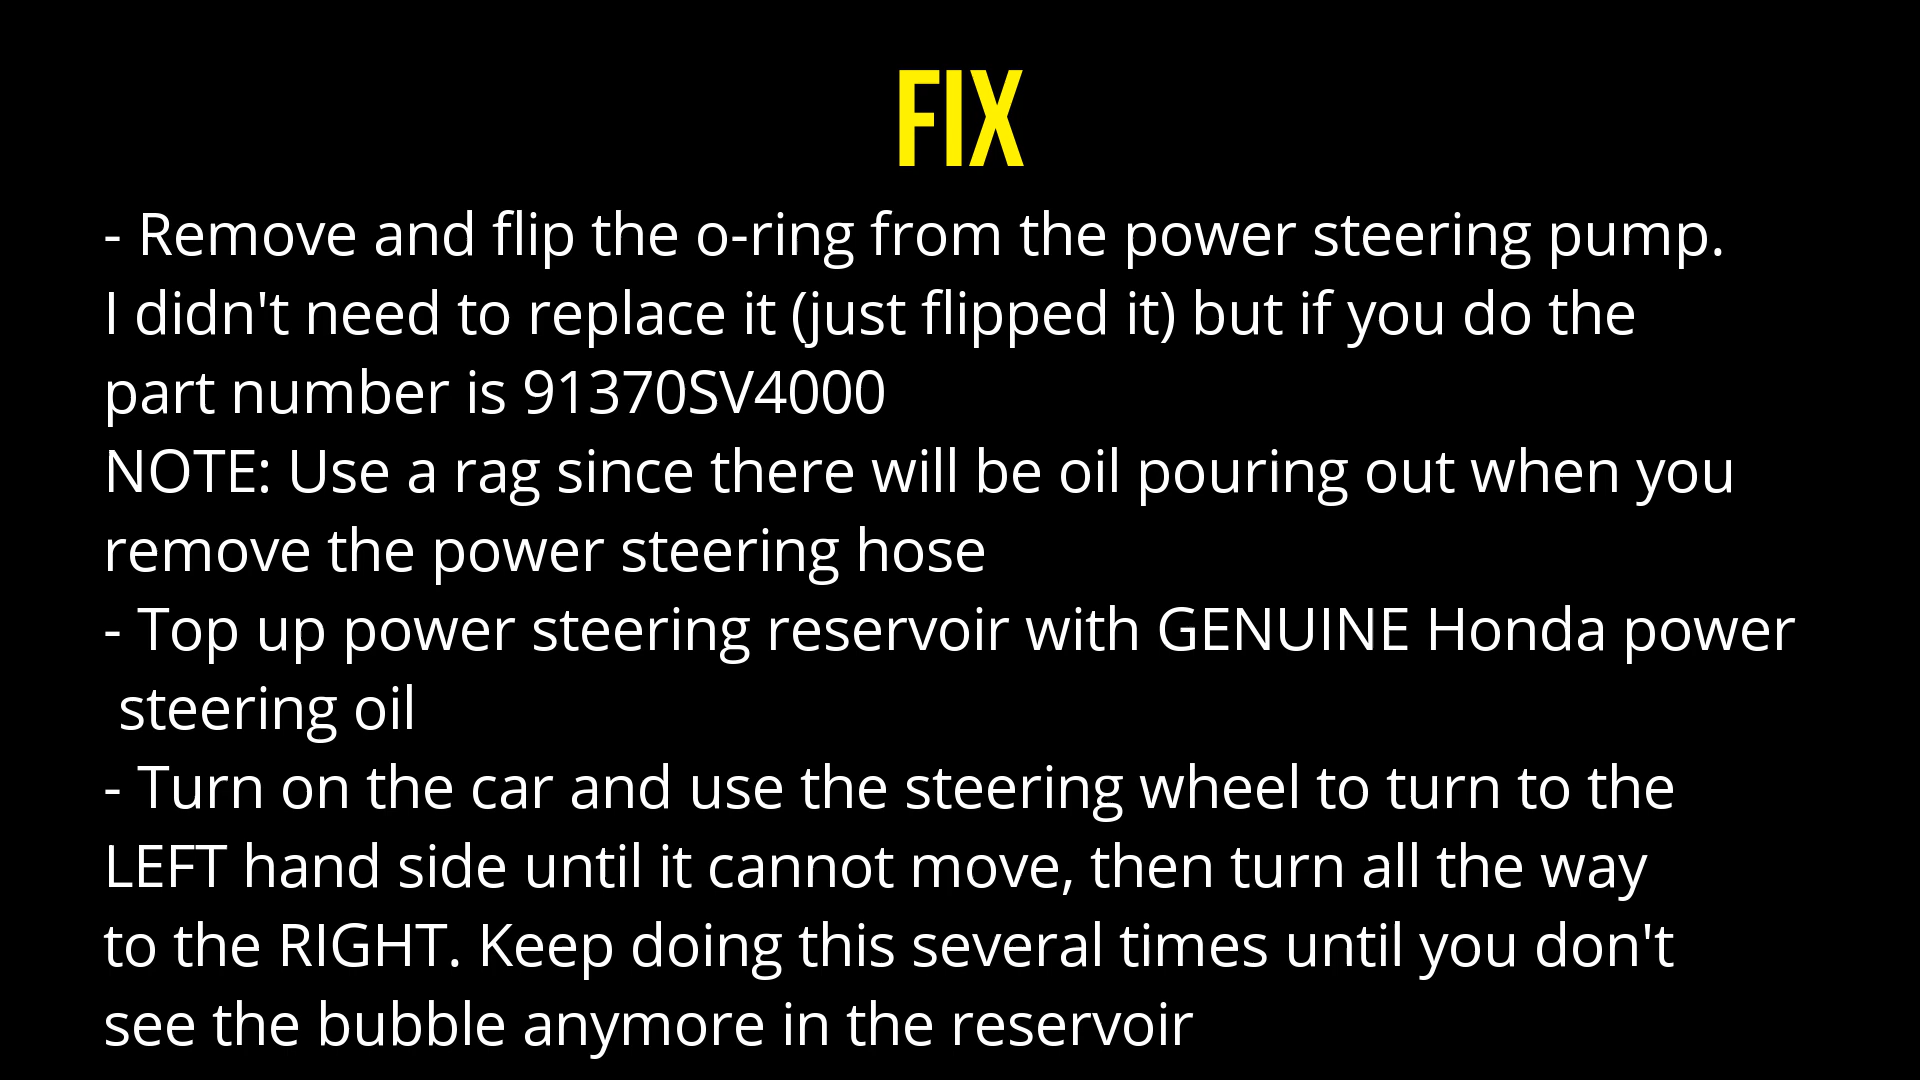 FIX
- Remove and flip the o-ring from the power steering pump.
I didn't need to replace it (just flipped it) but if you do the
part number is 91370SV4000
NOTE: Use a rag since there will be oil pouring out when you
remove the power steering hose
- Top up power steering reservoir with GENUINE Honda power
steering oil
- Turn on the car and use the steering wheel to turn to the
LEFT hand side until it cannot move, then turn all the way
to the RIGHT. Keep doing this several times until you don't
see the bubble anymore in the reservoir